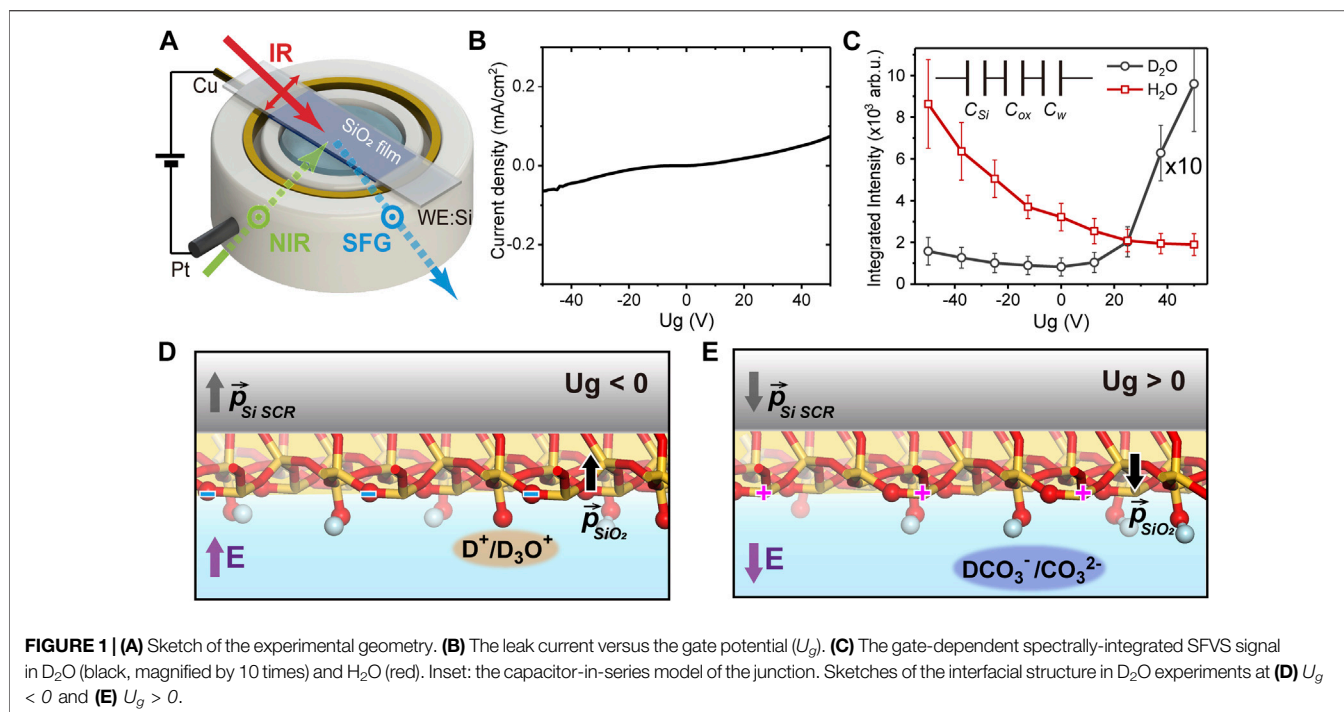 A
IR
Cu
SiO₂ film
WE:Si
NIR
SFG
Pt
B
Current density (mA/cm²)
0.2
0.0
-0.2
-40 -20 0 20 40
Ug (V)
C
Integrated Intensity (x10³ arb.u.)
10
8
6
4
2
0
D₂O
H₂O
C_Si C_ox C_w
x10
-40 -20 0 20 40
Ug (V)
D
Ug < 0
p⃗_Si SCR
− − −
p⃗_SiO₂
E
D⁺/D₃O⁺
E
Ug > 0
p⃗_Si SCR
+ + +
p⃗_SiO₂
E
DCO₃⁻/CO₃²⁻
FIGURE 1 | (A) Sketch of the experimental geometry. (B) The leak current versus the gate potential (U_g). (C) The gate-dependent spectrally-integrated SFVS signal
in D₂O (black, magnified by 10 times) and H₂O (red). Inset: the capacitor-in-series model of the junction. Sketches of the interfacial structure in D₂O experiments at (D) U_g
< 0 and (E) U_g > 0.